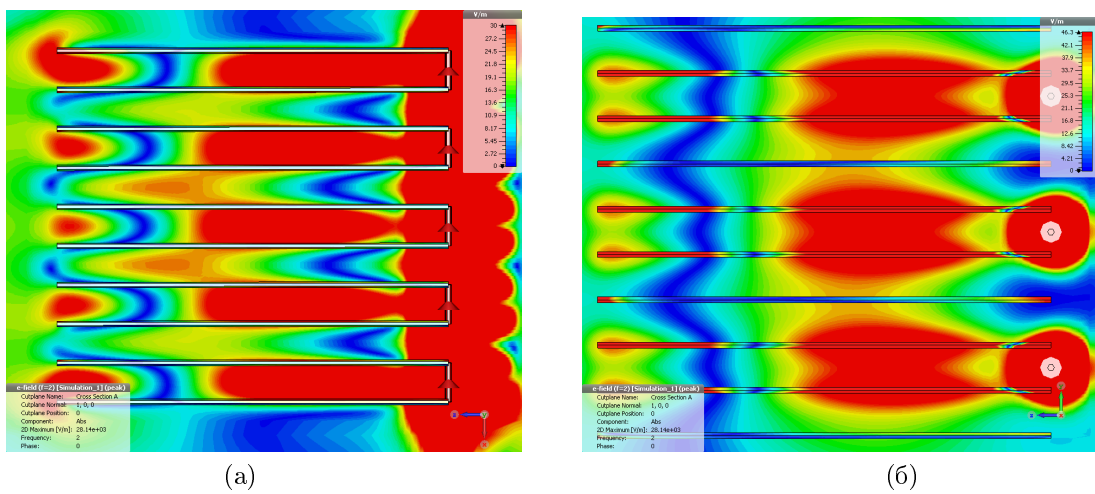 V/m
30
27.2
24.5
21.8
19.1
16.3
13.6
10.9
8.17
5.45
2.72
0
e-field (f=2) [Simulation_1] (peak)
Cutplane Name: Cross Section A
Cutplane Normal: 1, 0, 0
Cutplane Position: 0
Component: Abs
2D Maximum [V/m]: 28.14e+03
Frequency: 2
Phase: 0
(а)
V/m
46.3
42.1
37.9
33.7
29.5
25.3
21.1
16.8
12.6
8.42
4.21
0
e-field (f=2) [Simulation_1] (peak)
Cutplane Name: Cross Section A
Cutplane Normal: 1, 0, 0
Cutplane Position: 0
Component: Abs
2D Maximum [V/m]: 28.14e+03
Frequency: 2
Phase: 0
(б)